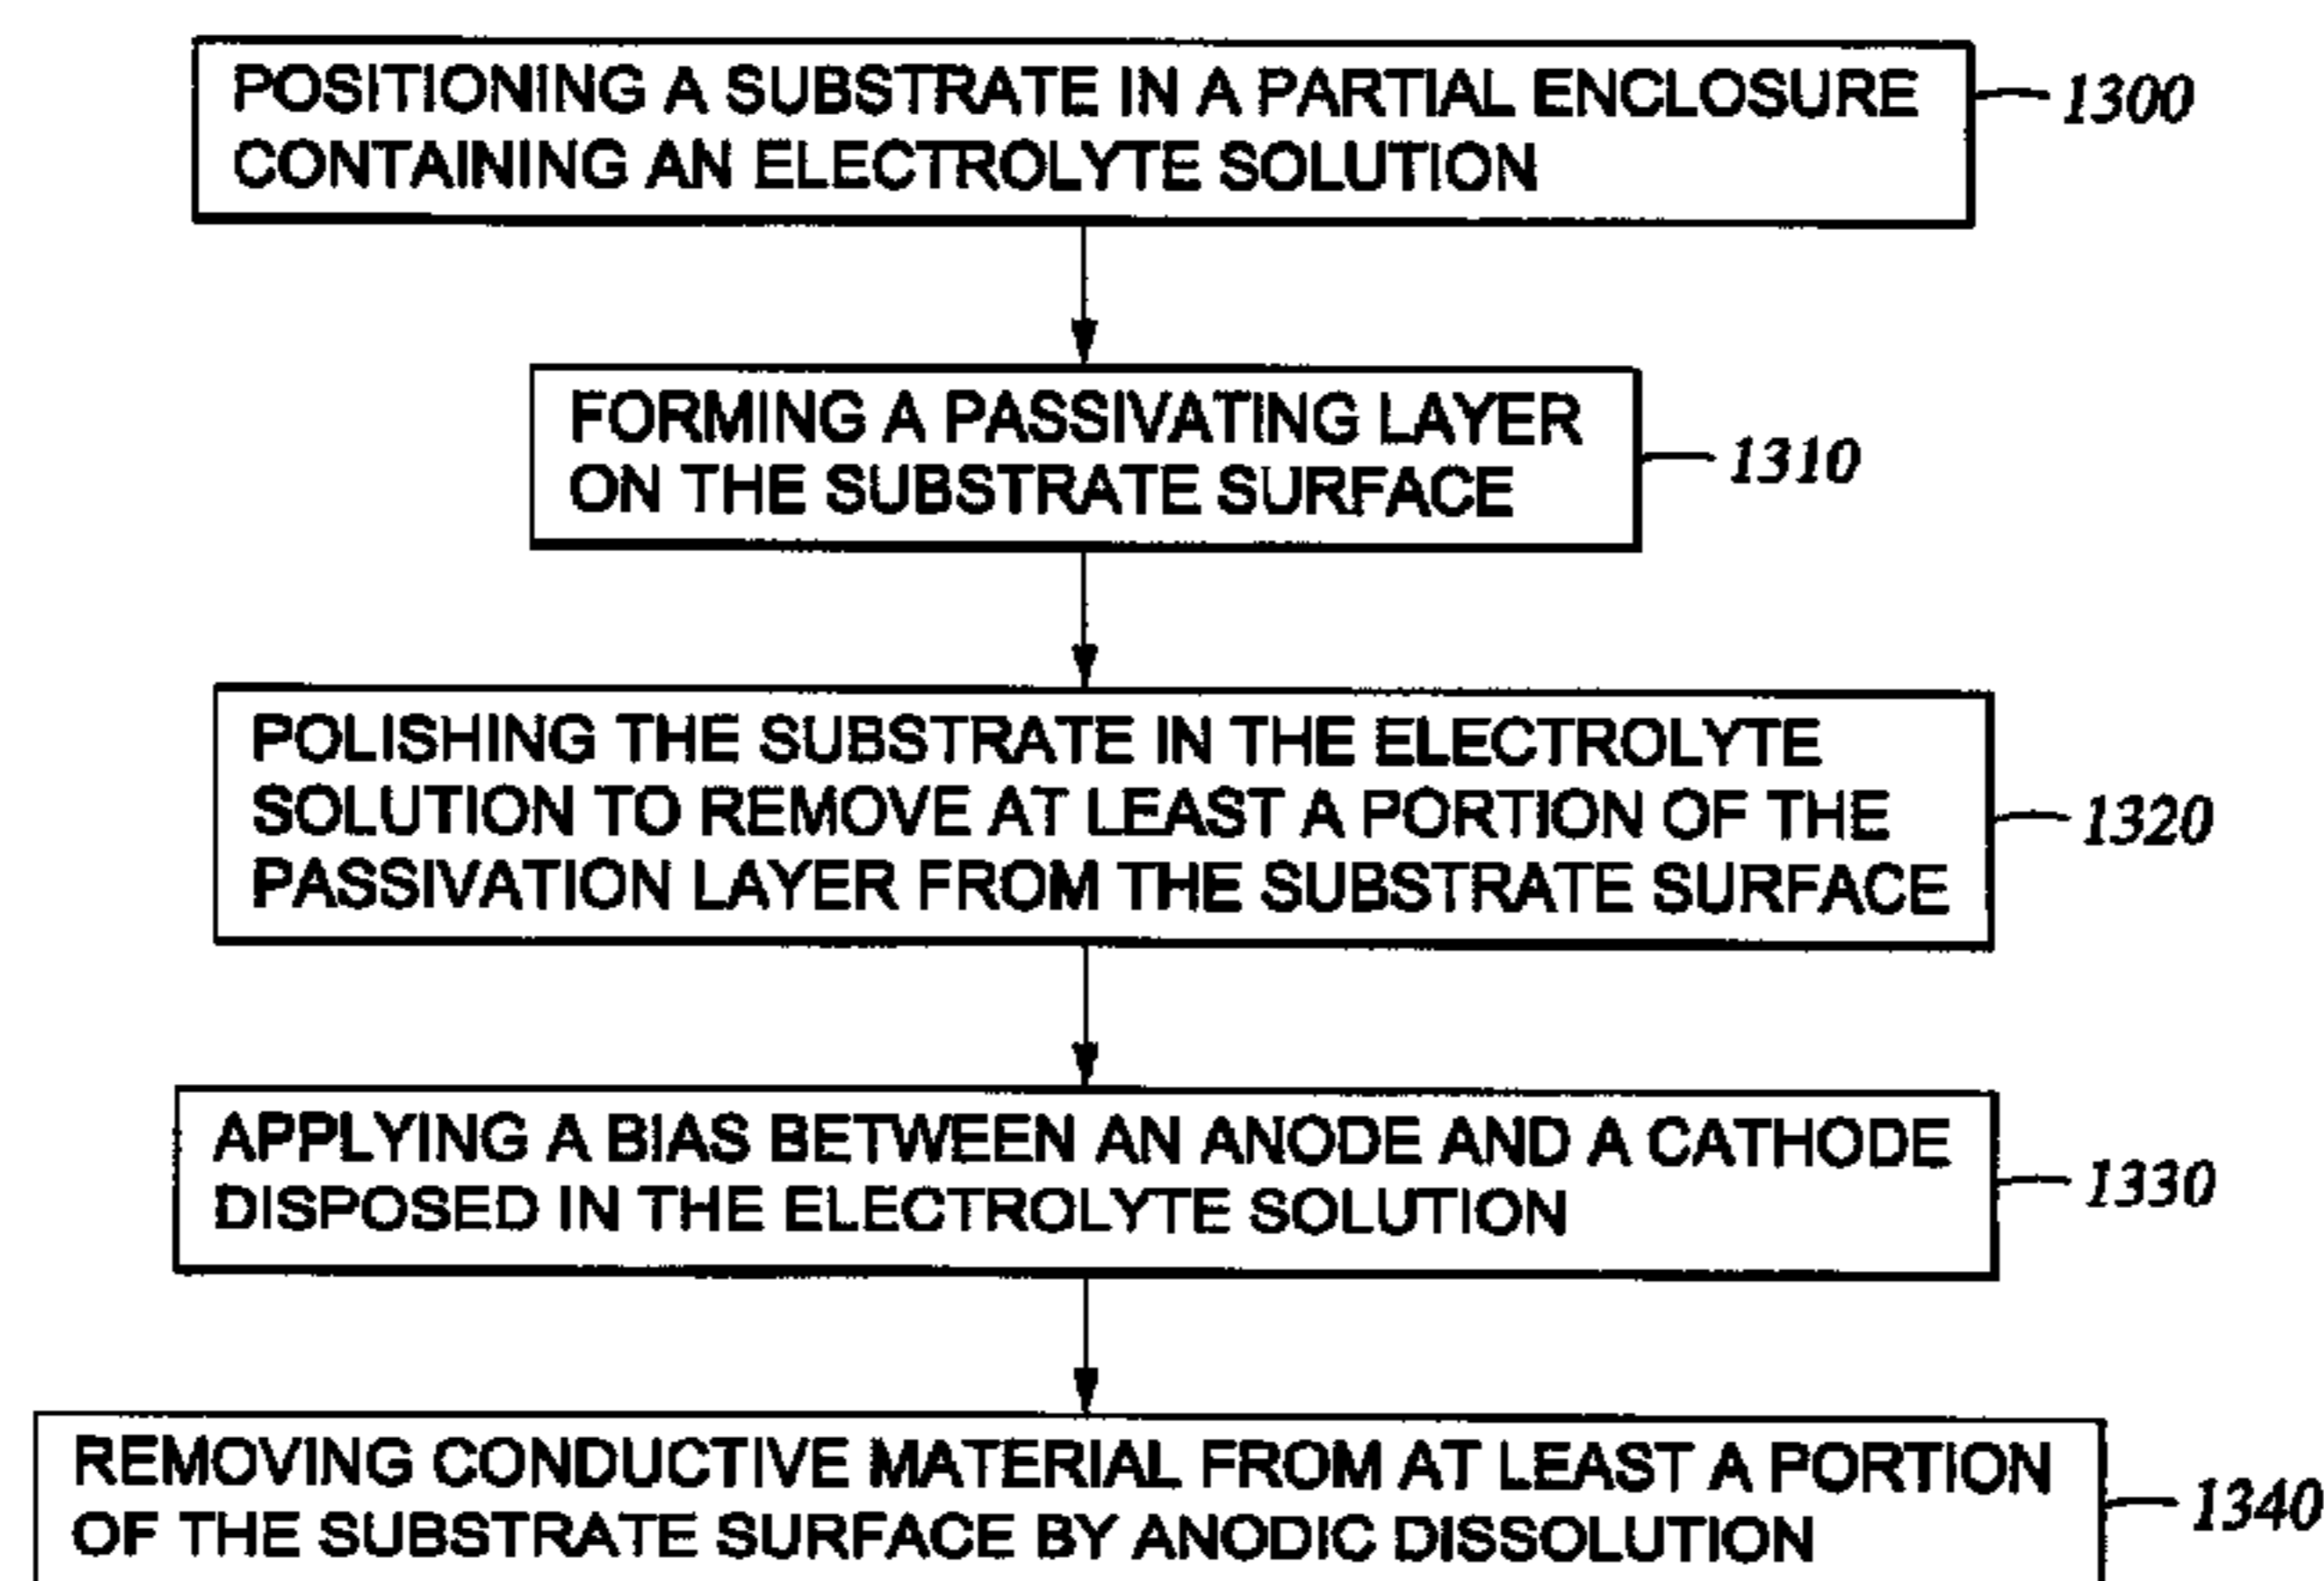 POSITIONING A SUBSTRATE IN A PARTIAL ENCLOSURE
CONTAINING AN ELECTROLYTE SOLUTION
1300
FORMING A PASSIVATING LAYER
ON THE SUBSTRATE SURFACE
1310
POLISHING THE SUBSTRATE IN THE ELECTROLYTE
SOLUTION TO REMOVE AT LEAST A PORTION OF THE
PASSIVATION LAYER FROM THE SUBSTRATE SURFACE
1320
APPLYING A BIAS BETWEEN AN ANODE AND A CATHODE
DISPOSED IN THE ELECTROLYTE SOLUTION
1330
REMOVING CONDUCTIVE MATERIAL FROM AT LEAST A PORTION
OF THE SUBSTRATE SURFACE BY ANODIC DISSOLUTION
1340